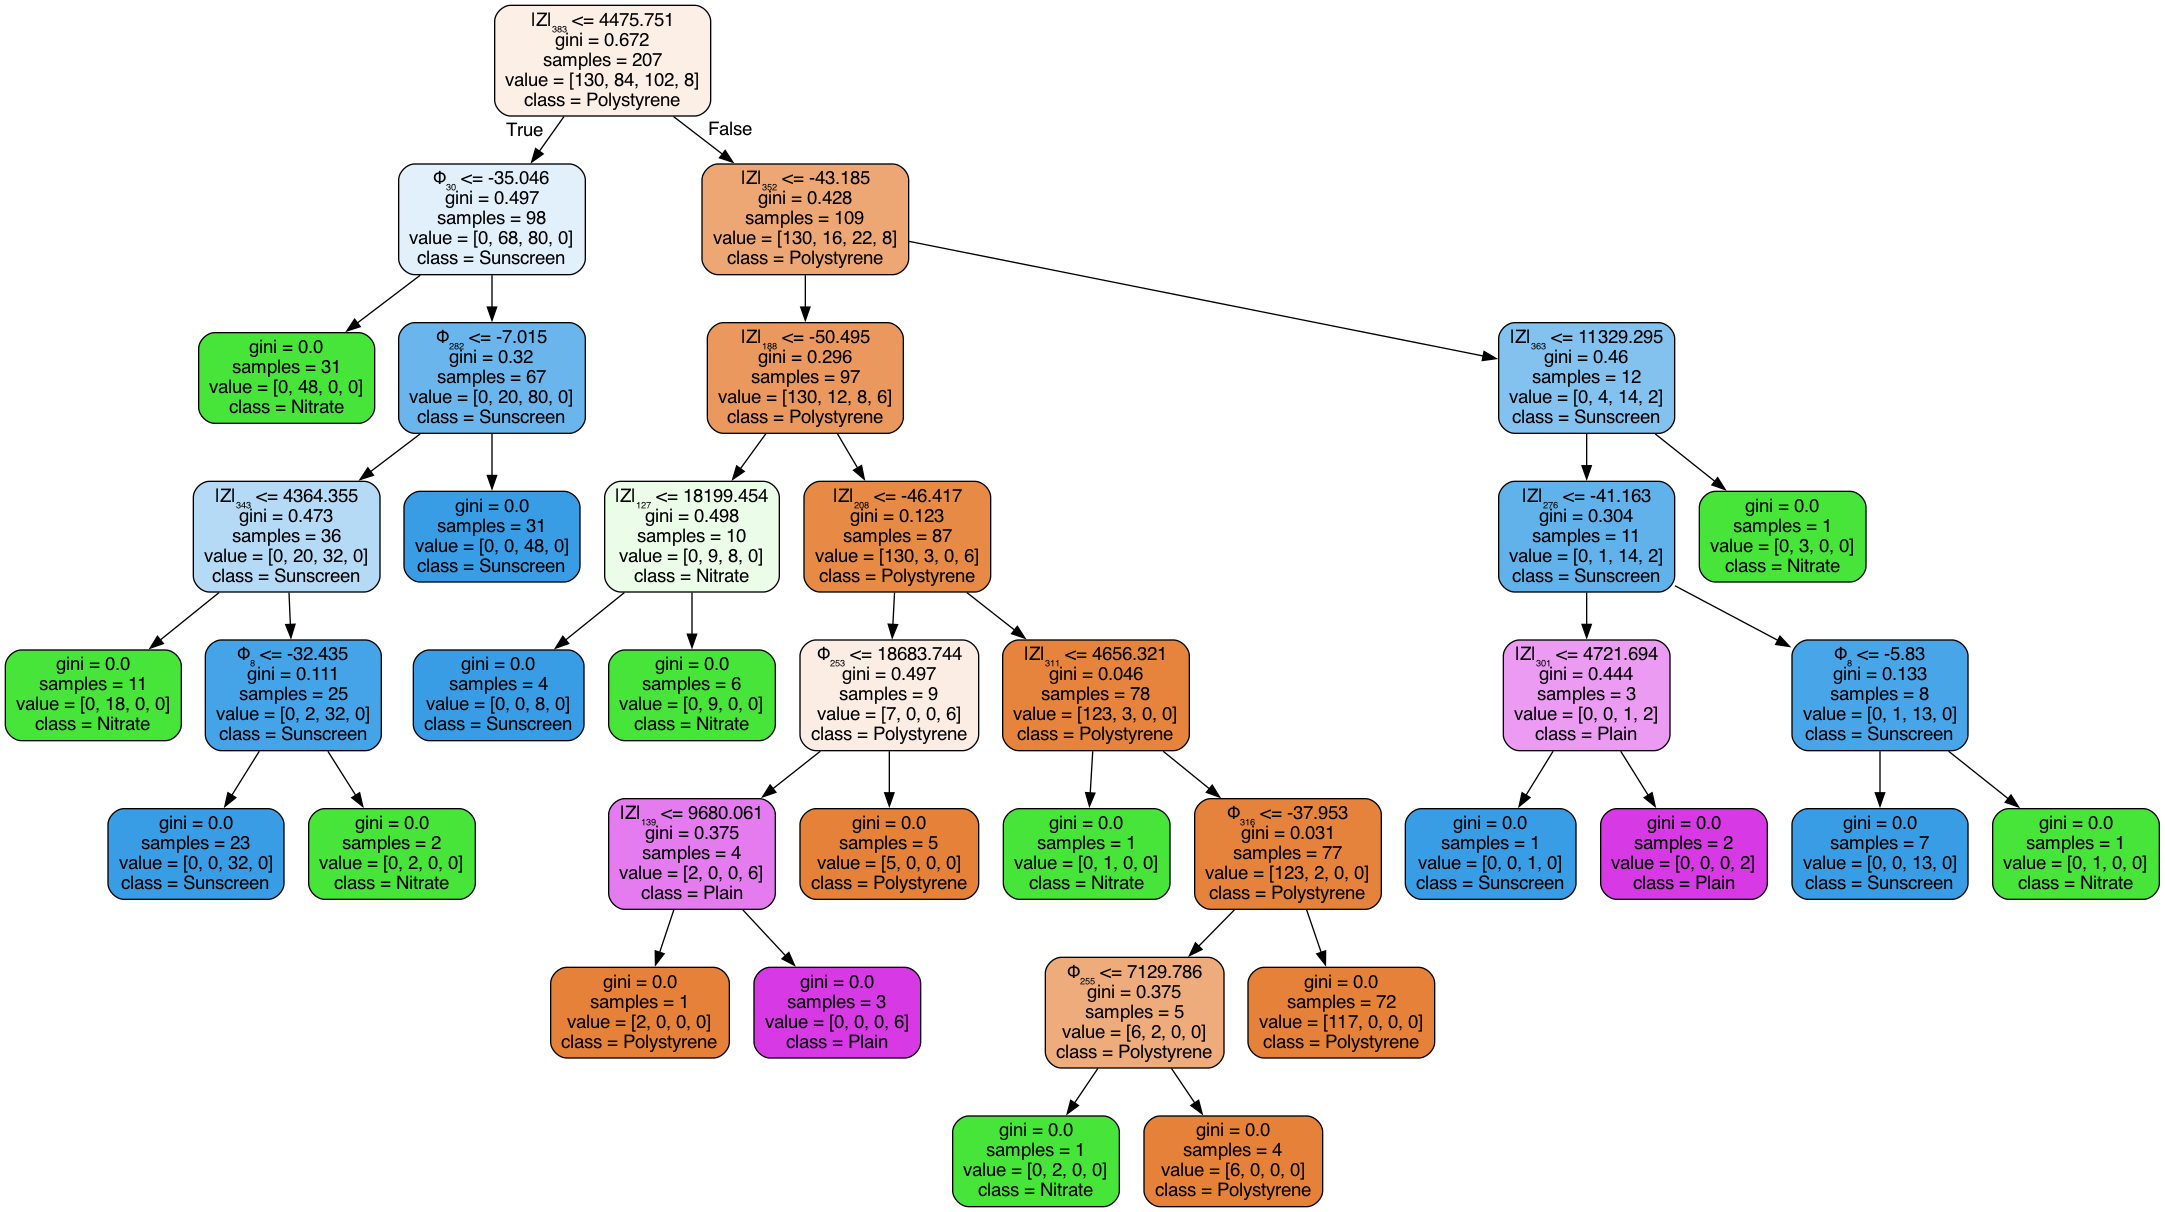 |Z|₃₈₃ <= 4475.751
gini = 0.672
samples = 207
value = [130, 84, 102, 8]
class = Polystyrene
True
False
Φ₃₀ <= -35.046
gini = 0.497
samples = 98
value = [0, 68, 80, 0]
class = Sunscreen
|Z|₃₅₂ <= -43.185
gini = 0.428
samples = 109
value = [130, 16, 22, 8]
class = Polystyrene
gini = 0.0
samples = 31
value = [0, 48, 0, 0]
class = Nitrate
Φ₂₈₂ <= -7.015
gini = 0.32
samples = 67
value = [0, 20, 80, 0]
class = Sunscreen
|Z|₁₈₈ <= -50.495
gini = 0.296
samples = 97
value = [130, 12, 8, 6]
class = Polystyrene
|Z|₃₆₃ <= 11329.295
gini = 0.46
samples = 12
value = [0, 4, 14, 2]
class = Sunscreen
|Z|₃₄₃ <= 4364.355
gini = 0.473
samples = 36
value = [0, 20, 32, 0]
class = Sunscreen
gini = 0.0
samples = 31
value = [0, 0, 48, 0]
class = Sunscreen
|Z|₁₂₇ <= 18199.454
gini = 0.498
samples = 10
value = [0, 9, 8, 0]
class = Nitrate
|Z|₂₀₈ <= -46.417
gini = 0.123
samples = 87
value = [130, 3, 0, 6]
class = Polystyrene
|Z|₂₇₆ <= -41.163
gini = 0.304
samples = 11
value = [0, 1, 14, 2]
class = Sunscreen
gini = 0.0
samples = 1
value = [0, 3, 0, 0]
class = Nitrate
gini = 0.0
samples = 11
value = [0, 18, 0, 0]
class = Nitrate
Φ₈ <= -32.435
gini = 0.111
samples = 25
value = [0, 2, 32, 0]
class = Sunscreen
gini = 0.0
samples = 4
value = [0, 0, 8, 0]
class = Sunscreen
gini = 0.0
samples = 6
value = [0, 9, 0, 0]
class = Nitrate
Φ₂₅₃ <= 18683.744
gini = 0.497
samples = 9
value = [7, 0, 0, 6]
class = Polystyrene
|Z|₃₁₁ <= 4656.321
gini = 0.046
samples = 78
value = [123, 3, 0, 0]
class = Polystyrene
|Z|₃₀₁ <= 4721.694
gini = 0.444
samples = 3
value = [0, 0, 1, 2]
class = Plain
Φ₈ <= -5.83
gini = 0.133
samples = 8
value = [0, 1, 13, 0]
class = Sunscreen
gini = 0.0
samples = 23
value = [0, 0, 32, 0]
class = Sunscreen
gini = 0.0
samples = 2
value = [0, 2, 0, 0]
class = Nitrate
|Z|₁₃₉ <= 9680.061
gini = 0.375
samples = 4
value = [2, 0, 0, 6]
class = Plain
gini = 0.0
samples = 5
value = [5, 0, 0, 0]
class = Polystyrene
gini = 0.0
samples = 1
value = [0, 1, 0, 0]
class = Nitrate
Φ₃₁₆ <= -37.953
gini = 0.031
samples = 77
value = [123, 2, 0, 0]
class = Polystyrene
gini = 0.0
samples = 1
value = [0, 0, 1, 0]
class = Sunscreen
gini = 0.0
samples = 2
value = [0, 0, 0, 2]
class = Plain
gini = 0.0
samples = 7
value = [0, 0, 13, 0]
class = Sunscreen
gini = 0.0
samples = 1
value = [0, 1, 0, 0]
class = Nitrate
gini = 0.0
samples = 1
value = [2, 0, 0, 0]
class = Polystyrene
gini = 0.0
samples = 3
value = [0, 0, 0, 6]
class = Plain
Φ₂₅₅ <= 7129.786
gini = 0.375
samples = 5
value = [6, 2, 0, 0]
class = Polystyrene
gini = 0.0
samples = 72
value = [117, 0, 0, 0]
class = Polystyrene
gini = 0.0
samples = 1
value = [0, 2, 0, 0]
class = Nitrate
gini = 0.0
samples = 4
value = [6, 0, 0, 0]
class = Polystyrene